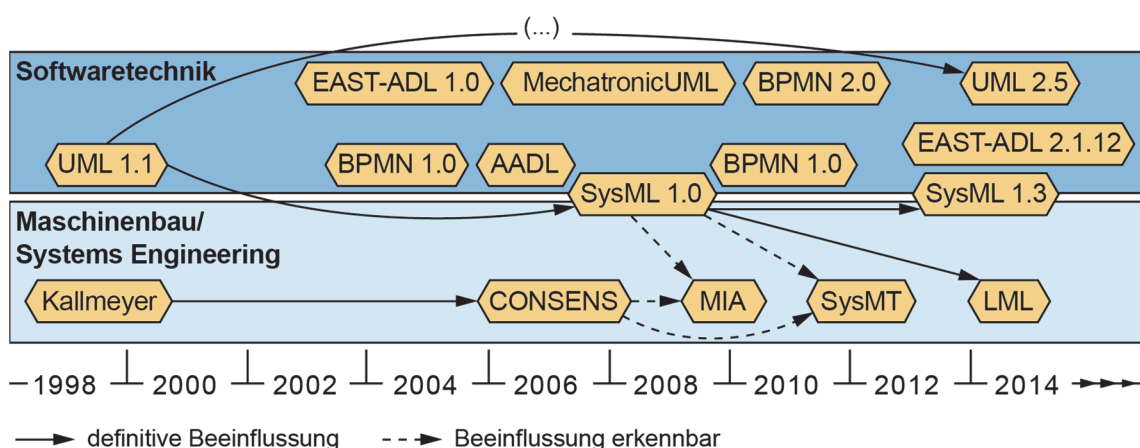 (...)
Softwaretechnik
EAST-ADL 1.0
MechatronicUML
BPMN 2.0
UML 2.5
EAST-ADL 2.1.12
UML 1.1
BPMN 1.0
AADL
BPMN 1.0
SysML 1.0
SysML 1.3
Maschinenbau/
Systems Engineering
Kallmeyer
CONSENS
MIA
SysMT
LML
1998 2000 2002 2004 2006 2008 2010 2012 2014
definitive Beeinflussung
Beeinflussung erkennbar